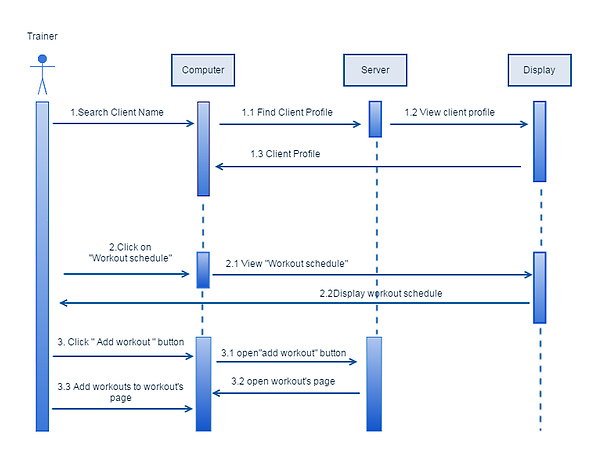 Trainer
Computer
Server
Display
1.Search Client Name
1.1 Find Client Profile
1.2 View client profile
1.3 Client Profile
2.Click on
"Workout schedule"
2.1 View "Workout schedule"
2.2Display workout schedule
3. Click " Add workout " button
3.1 open"add workout" button
3.2 open workout's page
3.3 Add workouts to workout's
page